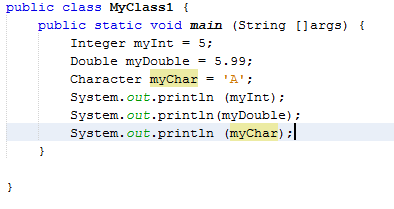 public class MyClass1 {
    public static void main (String []args) {
        Integer myInt = 5;
        Double myDouble = 5.99;
        Character myChar = 'A';
        System.out.println (myInt);
        System.out.println(myDouble);
        System.out.println (myChar);
    }
}